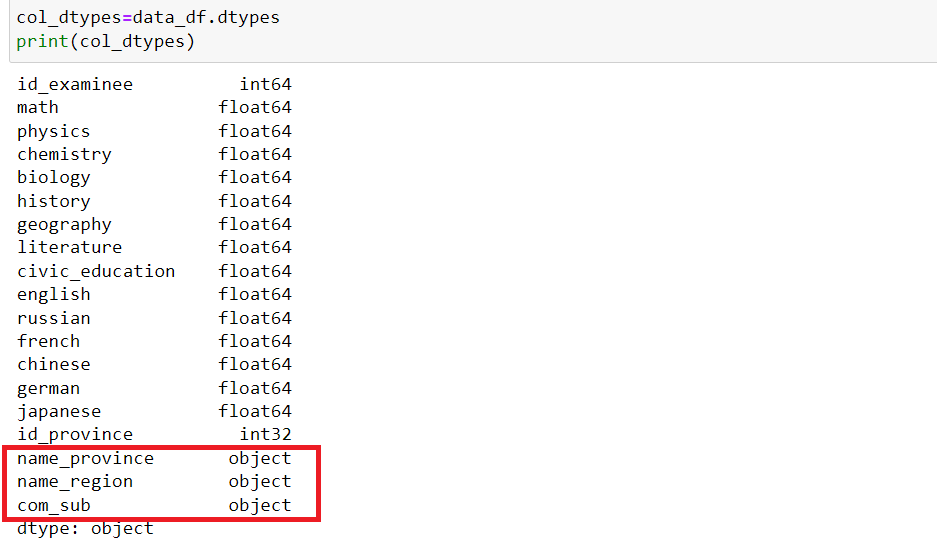 col_dtypes=data_df.dtypes
print(col_dtypes)
id_examinee int64
math float64
physics float64
chemistry float64
biology float64
history float64
geography float64
literature float64
civic_education float64
english float64
russian float64
french float64
chinese float64
german float64
japanese float64
id_province int32
name_province object
name_region object
com_sub object
dtype: object